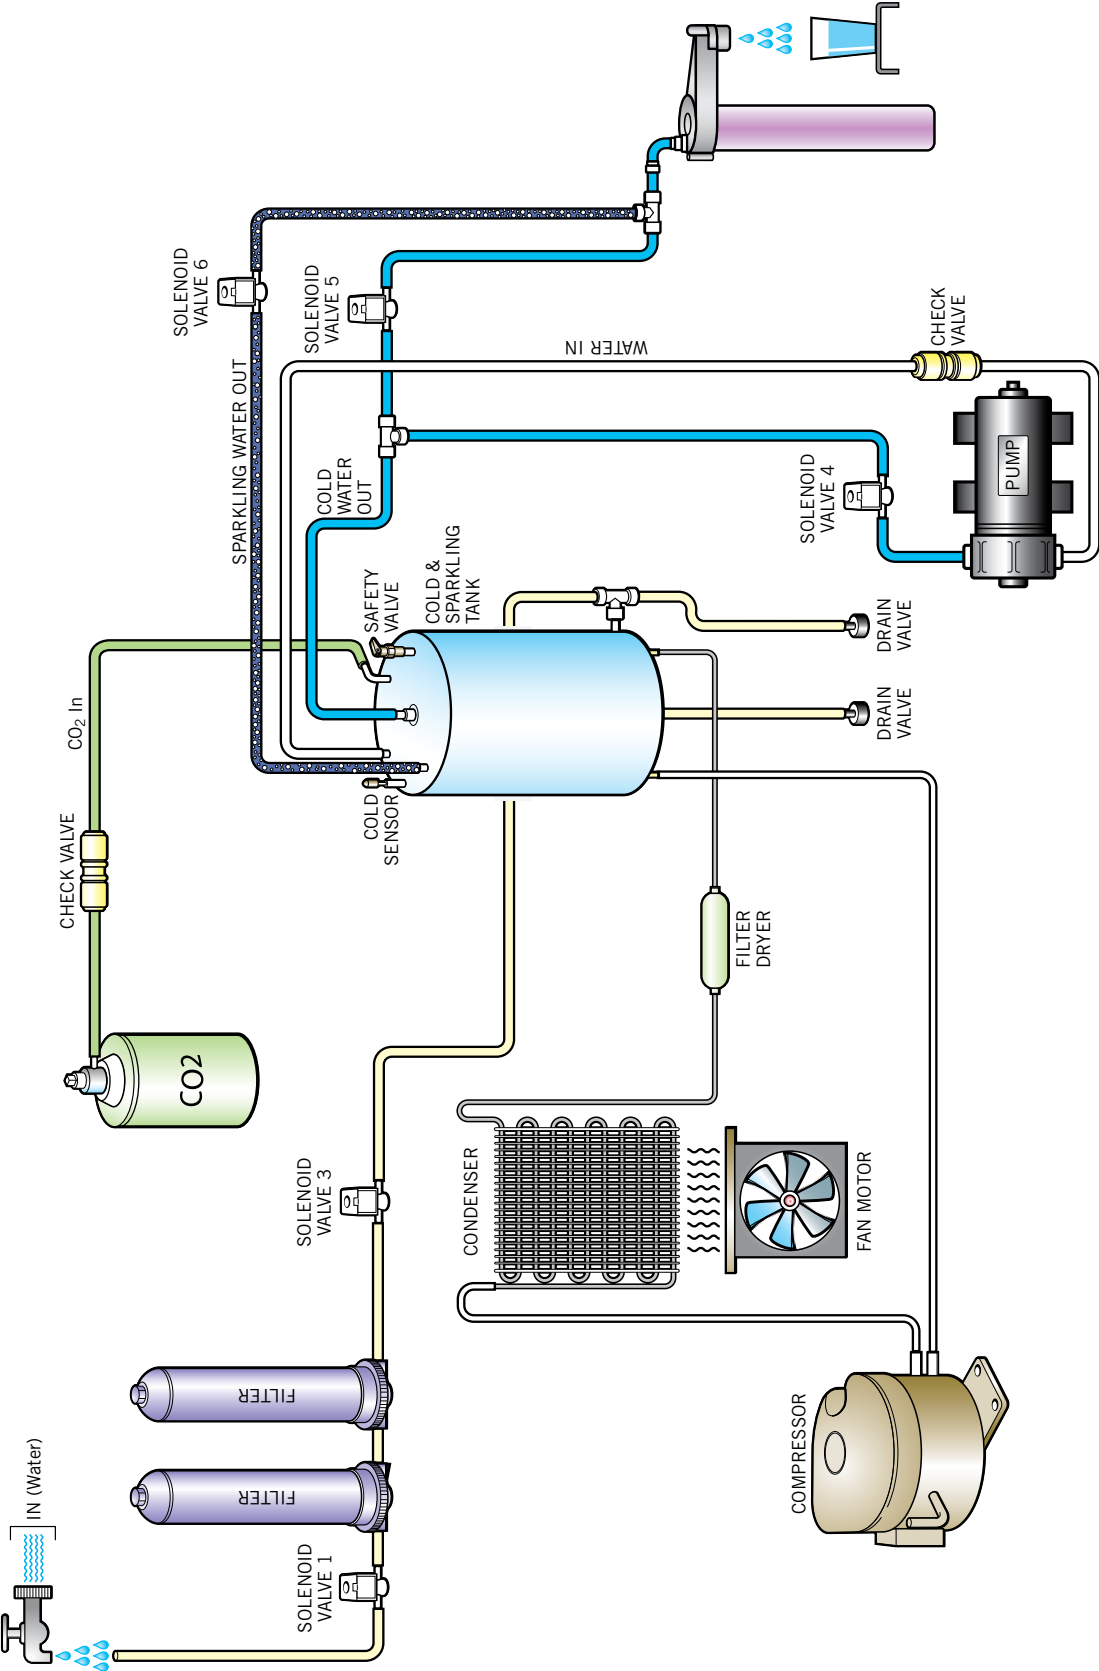 IN (Water)
SOLENOID
VALVE 1
FILTER
FILTER
SOLENOID
VALVE 3
CO2
CHECK VALVE
CO₂ In
COLD
SENSOR
SAFETY
VALVE
COLD &
SPARKLING
TANK
COLD
WATER
OUT
SPARKLING WATER OUT
SOLENOID
VALVE 6
SOLENOID
VALVE 5
WATER IN
CHECK
VALVE
SOLENOID
VALVE 4
PUMP
DRAIN
VALVE
DRAIN
VALVE
FILTER
DRYER
CONDENSER
FAN MOTOR
COMPRESSOR